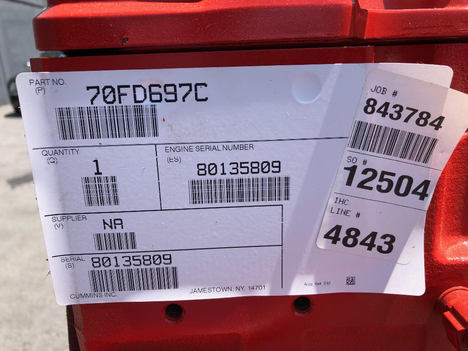 PART NO.
(P)
70FD697C
QUANTITY
(Q)
1
ENGINE SERIAL NUMBER
(ES)
80135809
SUPPLIER
(V)
NA
SERIAL
(S)
80135809
CUMMINS INC.
JAMESTOWN, NY. 14701
JOB #
843784
SO #
12504
IHC
LINE #
4843